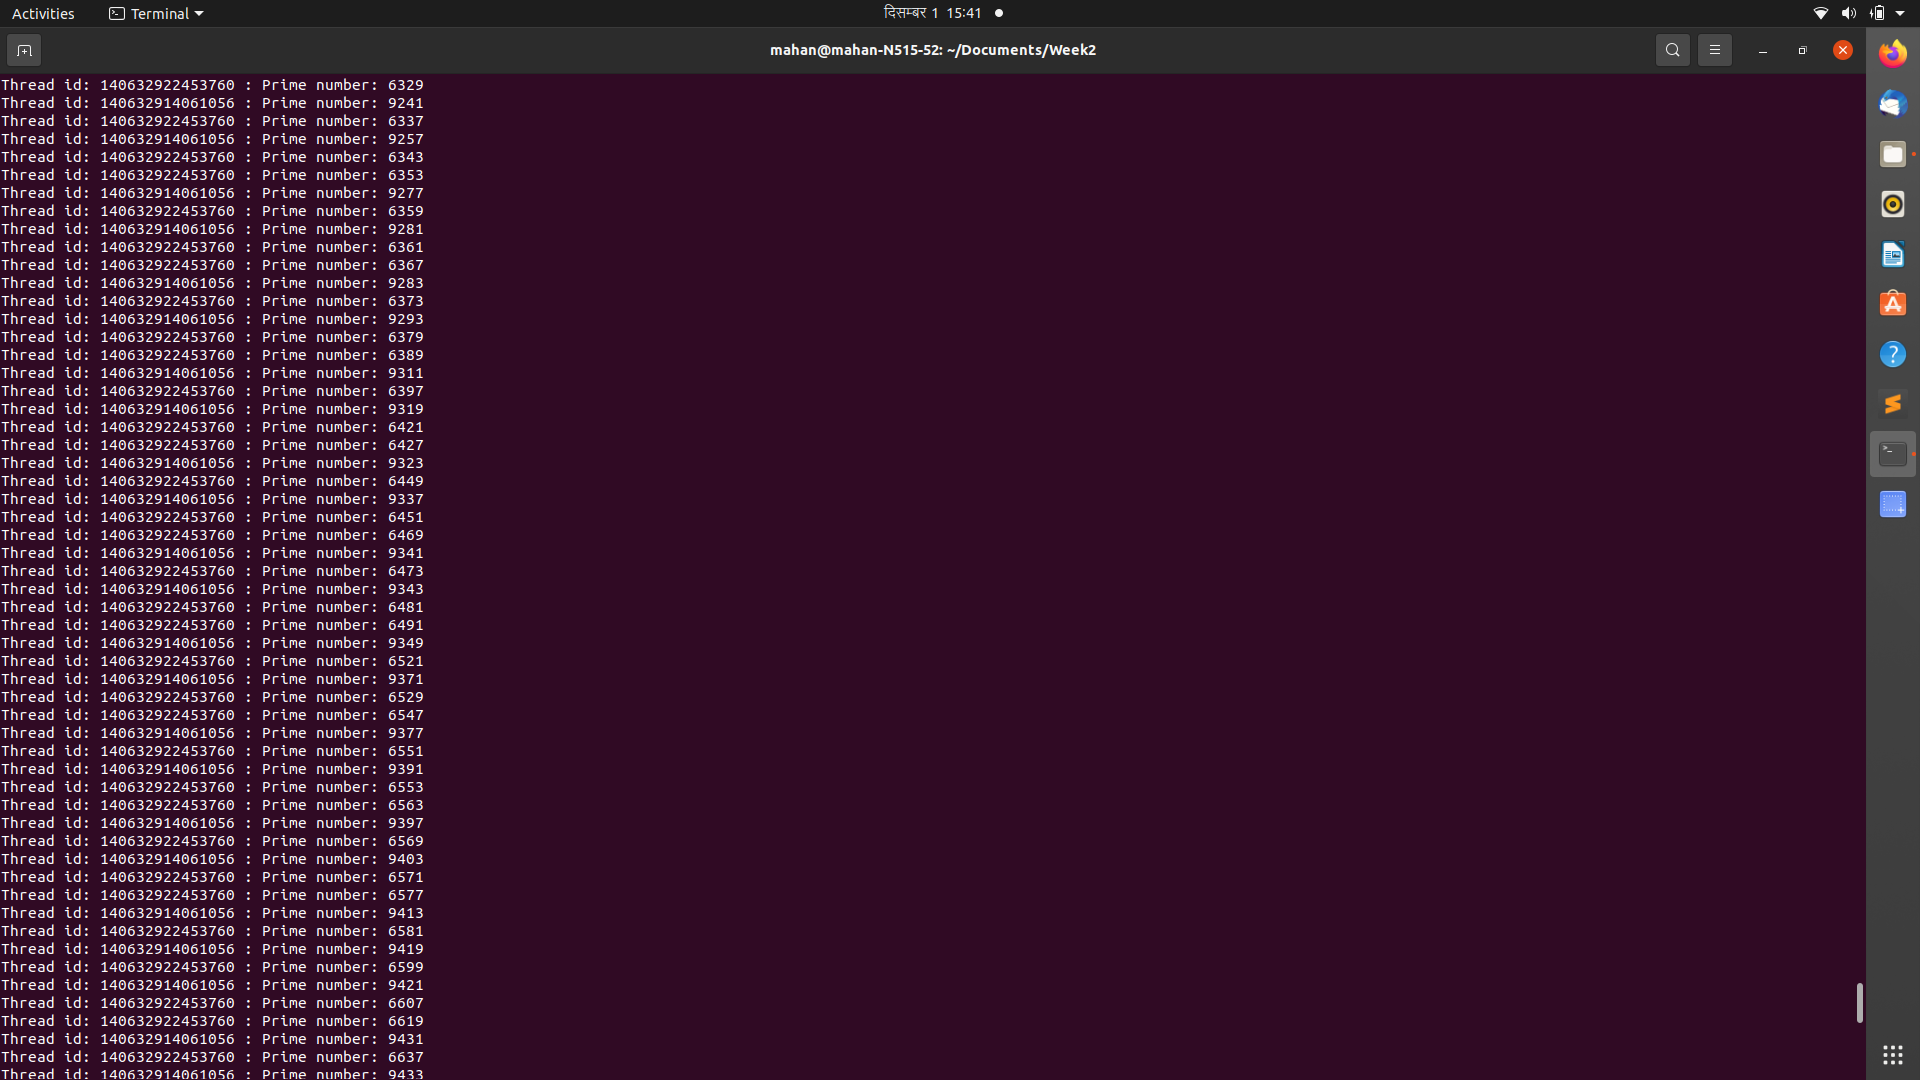 Activities Terminal दिसम्बर 1 15:41
mahan@mahan-N515-52: ~/Documents/Week2
Thread id: 140632922453760 : Prime number: 6329
Thread id: 140632914061056 : Prime number: 9241
Thread id: 140632922453760 : Prime number: 6337
Thread id: 140632914061056 : Prime number: 9257
Thread id: 140632922453760 : Prime number: 6343
Thread id: 140632922453760 : Prime number: 6353
Thread id: 140632914061056 : Prime number: 9277
Thread id: 140632922453760 : Prime number: 6359
Thread id: 140632914061056 : Prime number: 9281
Thread id: 140632922453760 : Prime number: 6361
Thread id: 140632922453760 : Prime number: 6367
Thread id: 140632914061056 : Prime number: 9283
Thread id: 140632922453760 : Prime number: 6373
Thread id: 140632914061056 : Prime number: 9293
Thread id: 140632922453760 : Prime number: 6379
Thread id: 140632922453760 : Prime number: 6389
Thread id: 140632914061056 : Prime number: 9311
Thread id: 140632922453760 : Prime number: 6397
Thread id: 140632914061056 : Prime number: 9319
Thread id: 140632922453760 : Prime number: 6421
Thread id: 140632922453760 : Prime number: 6427
Thread id: 140632914061056 : Prime number: 9323
Thread id: 140632922453760 : Prime number: 6449
Thread id: 140632914061056 : Prime number: 9337
Thread id: 140632922453760 : Prime number: 6451
Thread id: 140632922453760 : Prime number: 6469
Thread id: 140632914061056 : Prime number: 9341
Thread id: 140632922453760 : Prime number: 6473
Thread id: 140632914061056 : Prime number: 9343
Thread id: 140632922453760 : Prime number: 6481
Thread id: 140632922453760 : Prime number: 6491
Thread id: 140632914061056 : Prime number: 9349
Thread id: 140632922453760 : Prime number: 6521
Thread id: 140632914061056 : Prime number: 9371
Thread id: 140632922453760 : Prime number: 6529
Thread id: 140632922453760 : Prime number: 6547
Thread id: 140632914061056 : Prime number: 9377
Thread id: 140632922453760 : Prime number: 6551
Thread id: 140632914061056 : Prime number: 9391
Thread id: 140632922453760 : Prime number: 6553
Thread id: 140632922453760 : Prime number: 6563
Thread id: 140632914061056 : Prime number: 9397
Thread id: 140632922453760 : Prime number: 6569
Thread id: 140632914061056 : Prime number: 9403
Thread id: 140632922453760 : Prime number: 6571
Thread id: 140632922453760 : Prime number: 6577
Thread id: 140632914061056 : Prime number: 9413
Thread id: 140632922453760 : Prime number: 6581
Thread id: 140632914061056 : Prime number: 9419
Thread id: 140632922453760 : Prime number: 6599
Thread id: 140632914061056 : Prime number: 9421
Thread id: 140632922453760 : Prime number: 6607
Thread id: 140632922453760 : Prime number: 6619
Thread id: 140632914061056 : Prime number: 9431
Thread id: 140632922453760 : Prime number: 6637
Thread id: 140632914061056 : Prime number: 9433